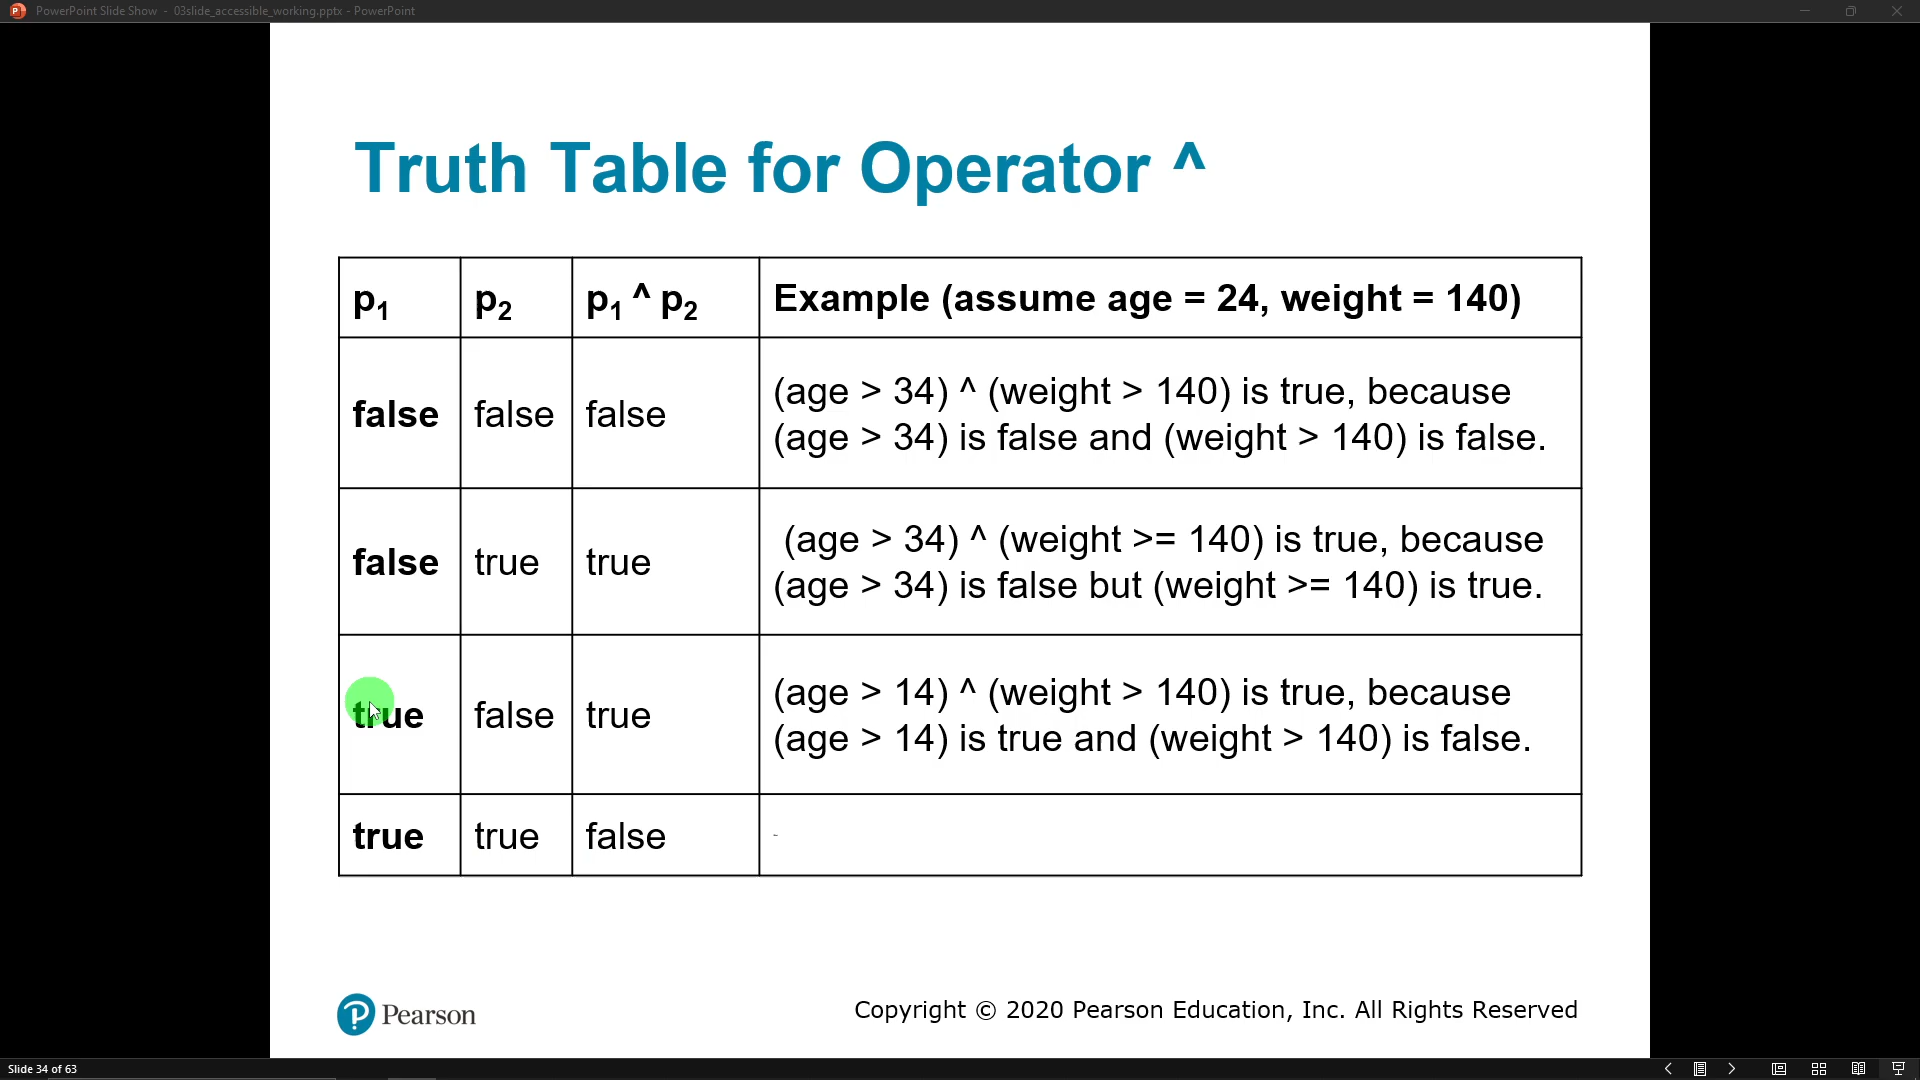 PowerPoint Slide Show - 03slide_accessible_working.pptx - PowerPoint
Truth Table for Operator ^
p1 p2 p1 ^ p2 Example (assume age = 24, weight = 140)
false false false (age > 34) ^ (weight > 140) is true, because
(age > 34) is false and (weight > 140) is false.
false true true (age > 34) ^ (weight >= 140) is true, because
(age > 34) is false but (weight >= 140) is true.
true false true (age > 14) ^ (weight > 140) is true, because
(age > 14) is true and (weight > 140) is false.
true true false -
Pearson
Copyright © 2020 Pearson Education, Inc. All Rights Reserved
Slide 34 of 63